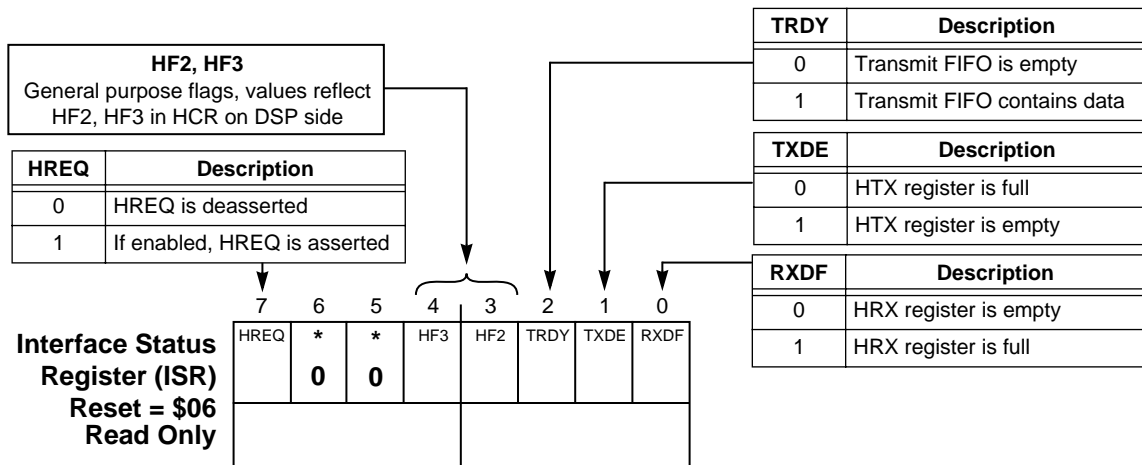 HF2, HF3
General purpose flags, values reflect
HF2, HF3 in HCR on DSP side
TRDY Description
0 Transmit FIFO is empty
1 Transmit FIFO contains data
HREQ Description
0 HREQ is deasserted
1 If enabled, HREQ is asserted
TXDE Description
0 HTX register is full
1 HTX register is empty
RXDF Description
0 HRX register is empty
1 HRX register is full
7 6 5 4 3 2 1 0
HREQ * * HF3 HF2 TRDY TXDE RXDF
0 0
Interface Status
Register (ISR)
Reset = $06
Read Only